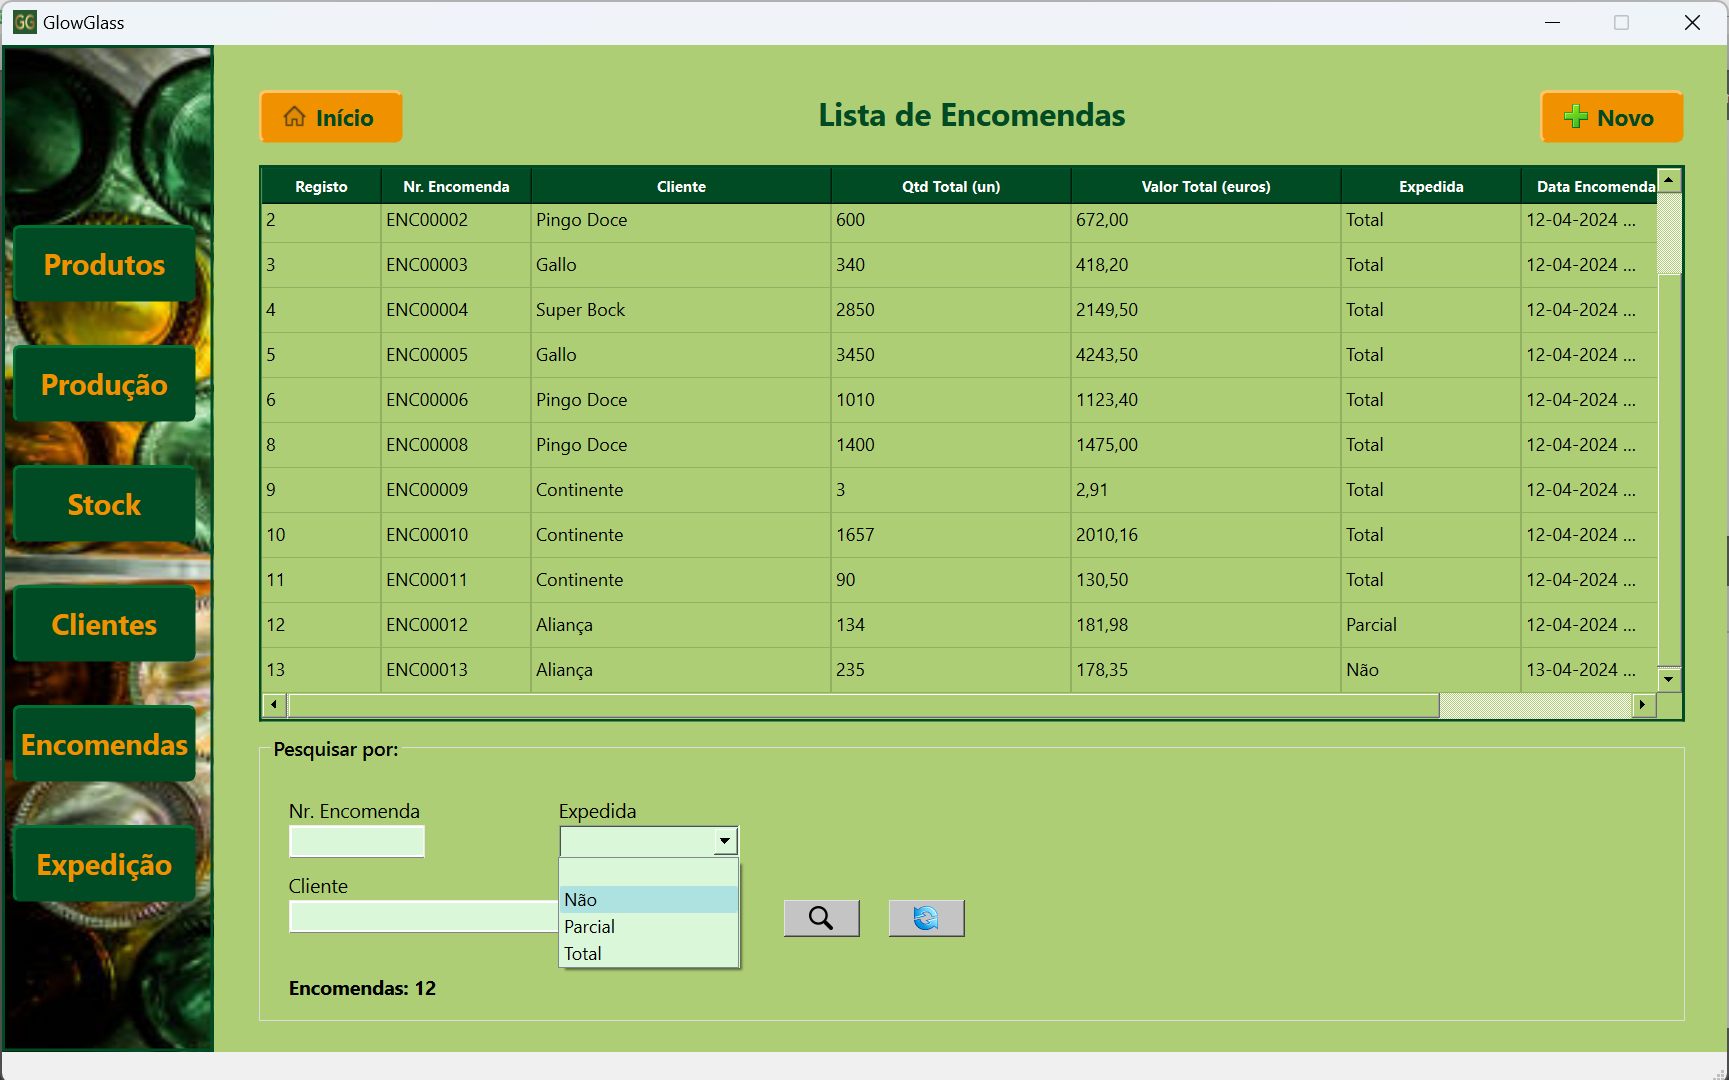 GG GlowGlass
Início
Lista de Encomendas
Novo
Produtos
Produção
Stock
Clientes
Encomendas
Expedição
Registo Nr. Encomenda Cliente Qtd Total (un) Valor Total (euros) Expedida Data Encomenda
2 ENC00002 Pingo Doce 600 672,00 Total 12-04-2024 ...
3 ENC00003 Gallo 340 418,20 Total 12-04-2024 ...
4 ENC00004 Super Bock 2850 2149,50 Total 12-04-2024 ...
5 ENC00005 Gallo 3450 4243,50 Total 12-04-2024 ...
6 ENC00006 Pingo Doce 1010 1123,40 Total 12-04-2024 ...
8 ENC00008 Pingo Doce 1400 1475,00 Total 12-04-2024 ...
9 ENC00009 Continente 3 2,91 Total 12-04-2024 ...
10 ENC00010 Continente 1657 2010,16 Total 12-04-2024 ...
11 ENC00011 Continente 90 130,50 Total 12-04-2024 ...
12 ENC00012 Aliança 134 181,98 Parcial 12-04-2024 ...
13 ENC00013 Aliança 235 178,35 Não 13-04-2024 ...
Pesquisar por:
Nr. Encomenda
Expedida
Cliente
Não
Parcial
Total
Encomendas: 12